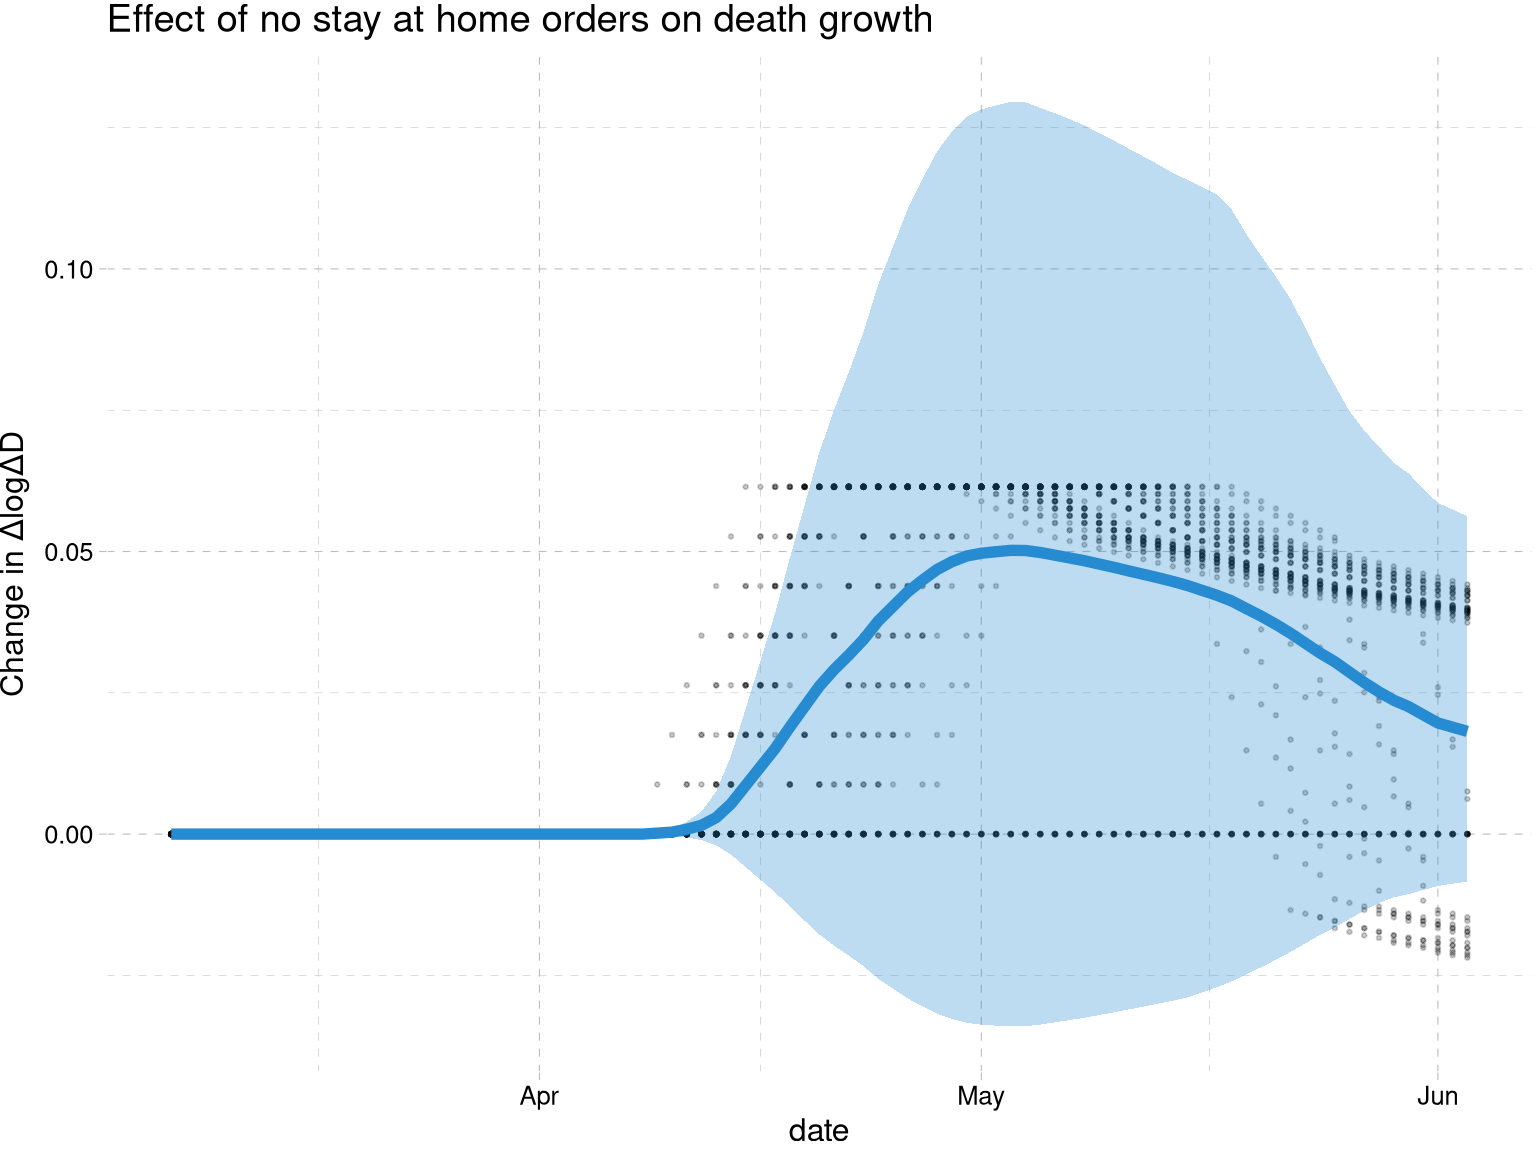 Effect of no stay at home orders on death growth
Change in ΔlogΔD
0.10
0.05
0.00
Apr
May
Jun
date